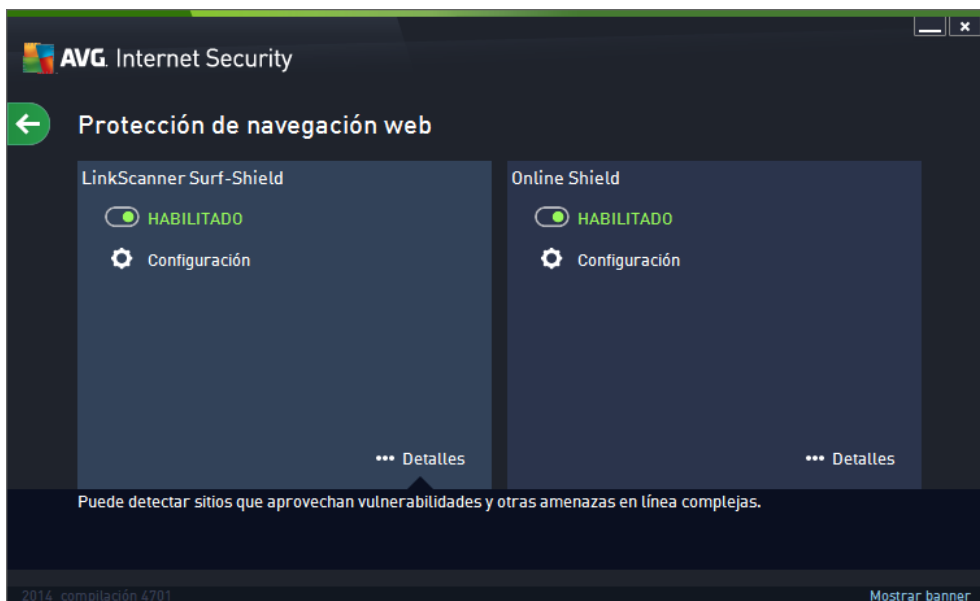 AVG. Internet Security
Protección de navegación web
LinkScanner Surf-Shield
HABILITADO
Configuración
••• Detalles
Online Shield
HABILITADO
Configuración
••• Detalles
Puede detectar sitios que aprovechan vulnerabilidades y otras amenazas en línea complejas.
2014 compilación 4701
Mostrar banner